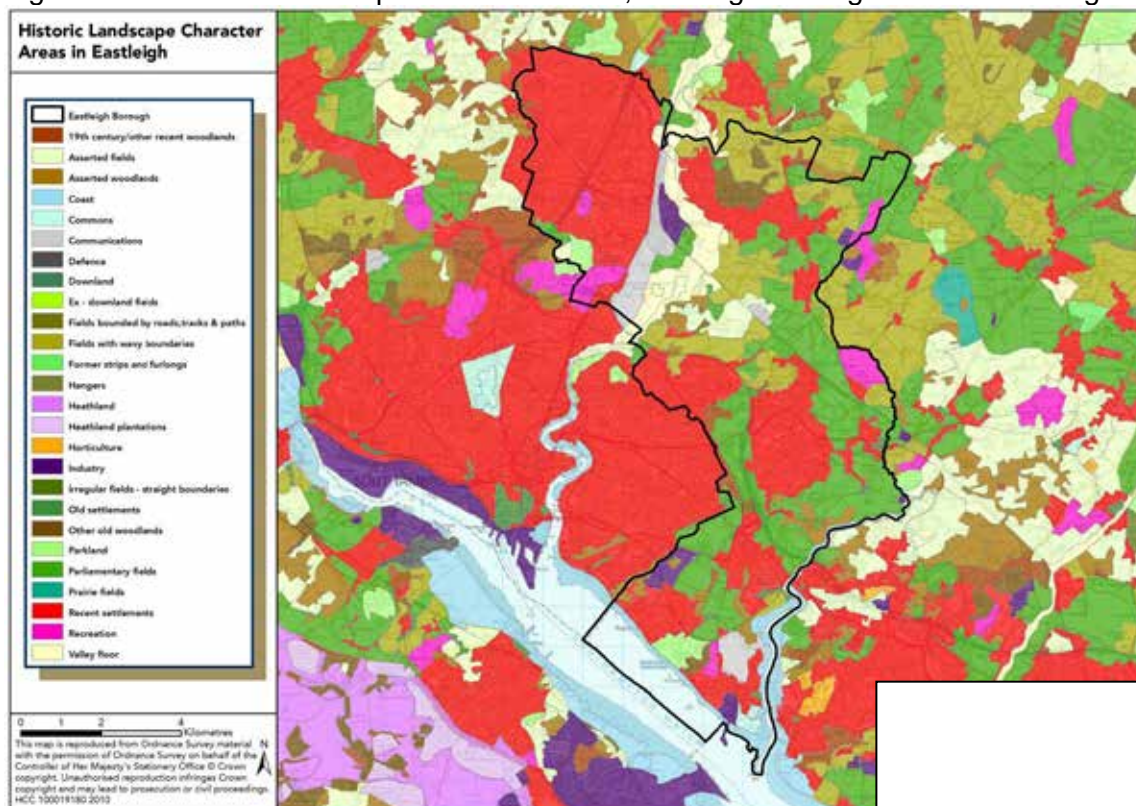 Historic Landscape Character
Areas in Eastleigh
Eastleigh Borough
19th century/other recent woodlands
Assarted fields
Assarted woodlands
Coast
Commons
Communications
Defence
Downland
Ex - downland fields
Fields bounded by roads,tracks & paths
Fields with wavy boundaries
Former strips and furlongs
Hangers
Heathland
Heathland plantations
Horticulture
Industry
Irregular fields - straight boundaries
Old settlements
Other old woodlands
Parkland
Parliamentary fields
Prairie fields
Recent settlements
Recreation
Valley floor
0 1 2 4
Kilometres
N
This map is reproduced from Ordnance Survey material
with the permission of Ordnance Survey on behalf of the
Controller of Her Majesty's Stationery Office © Crown
copyright. Unauthorised reproduction infringes Crown
copyright and may lead to prosecution or civil proceedings.
HCC 100019180 2010